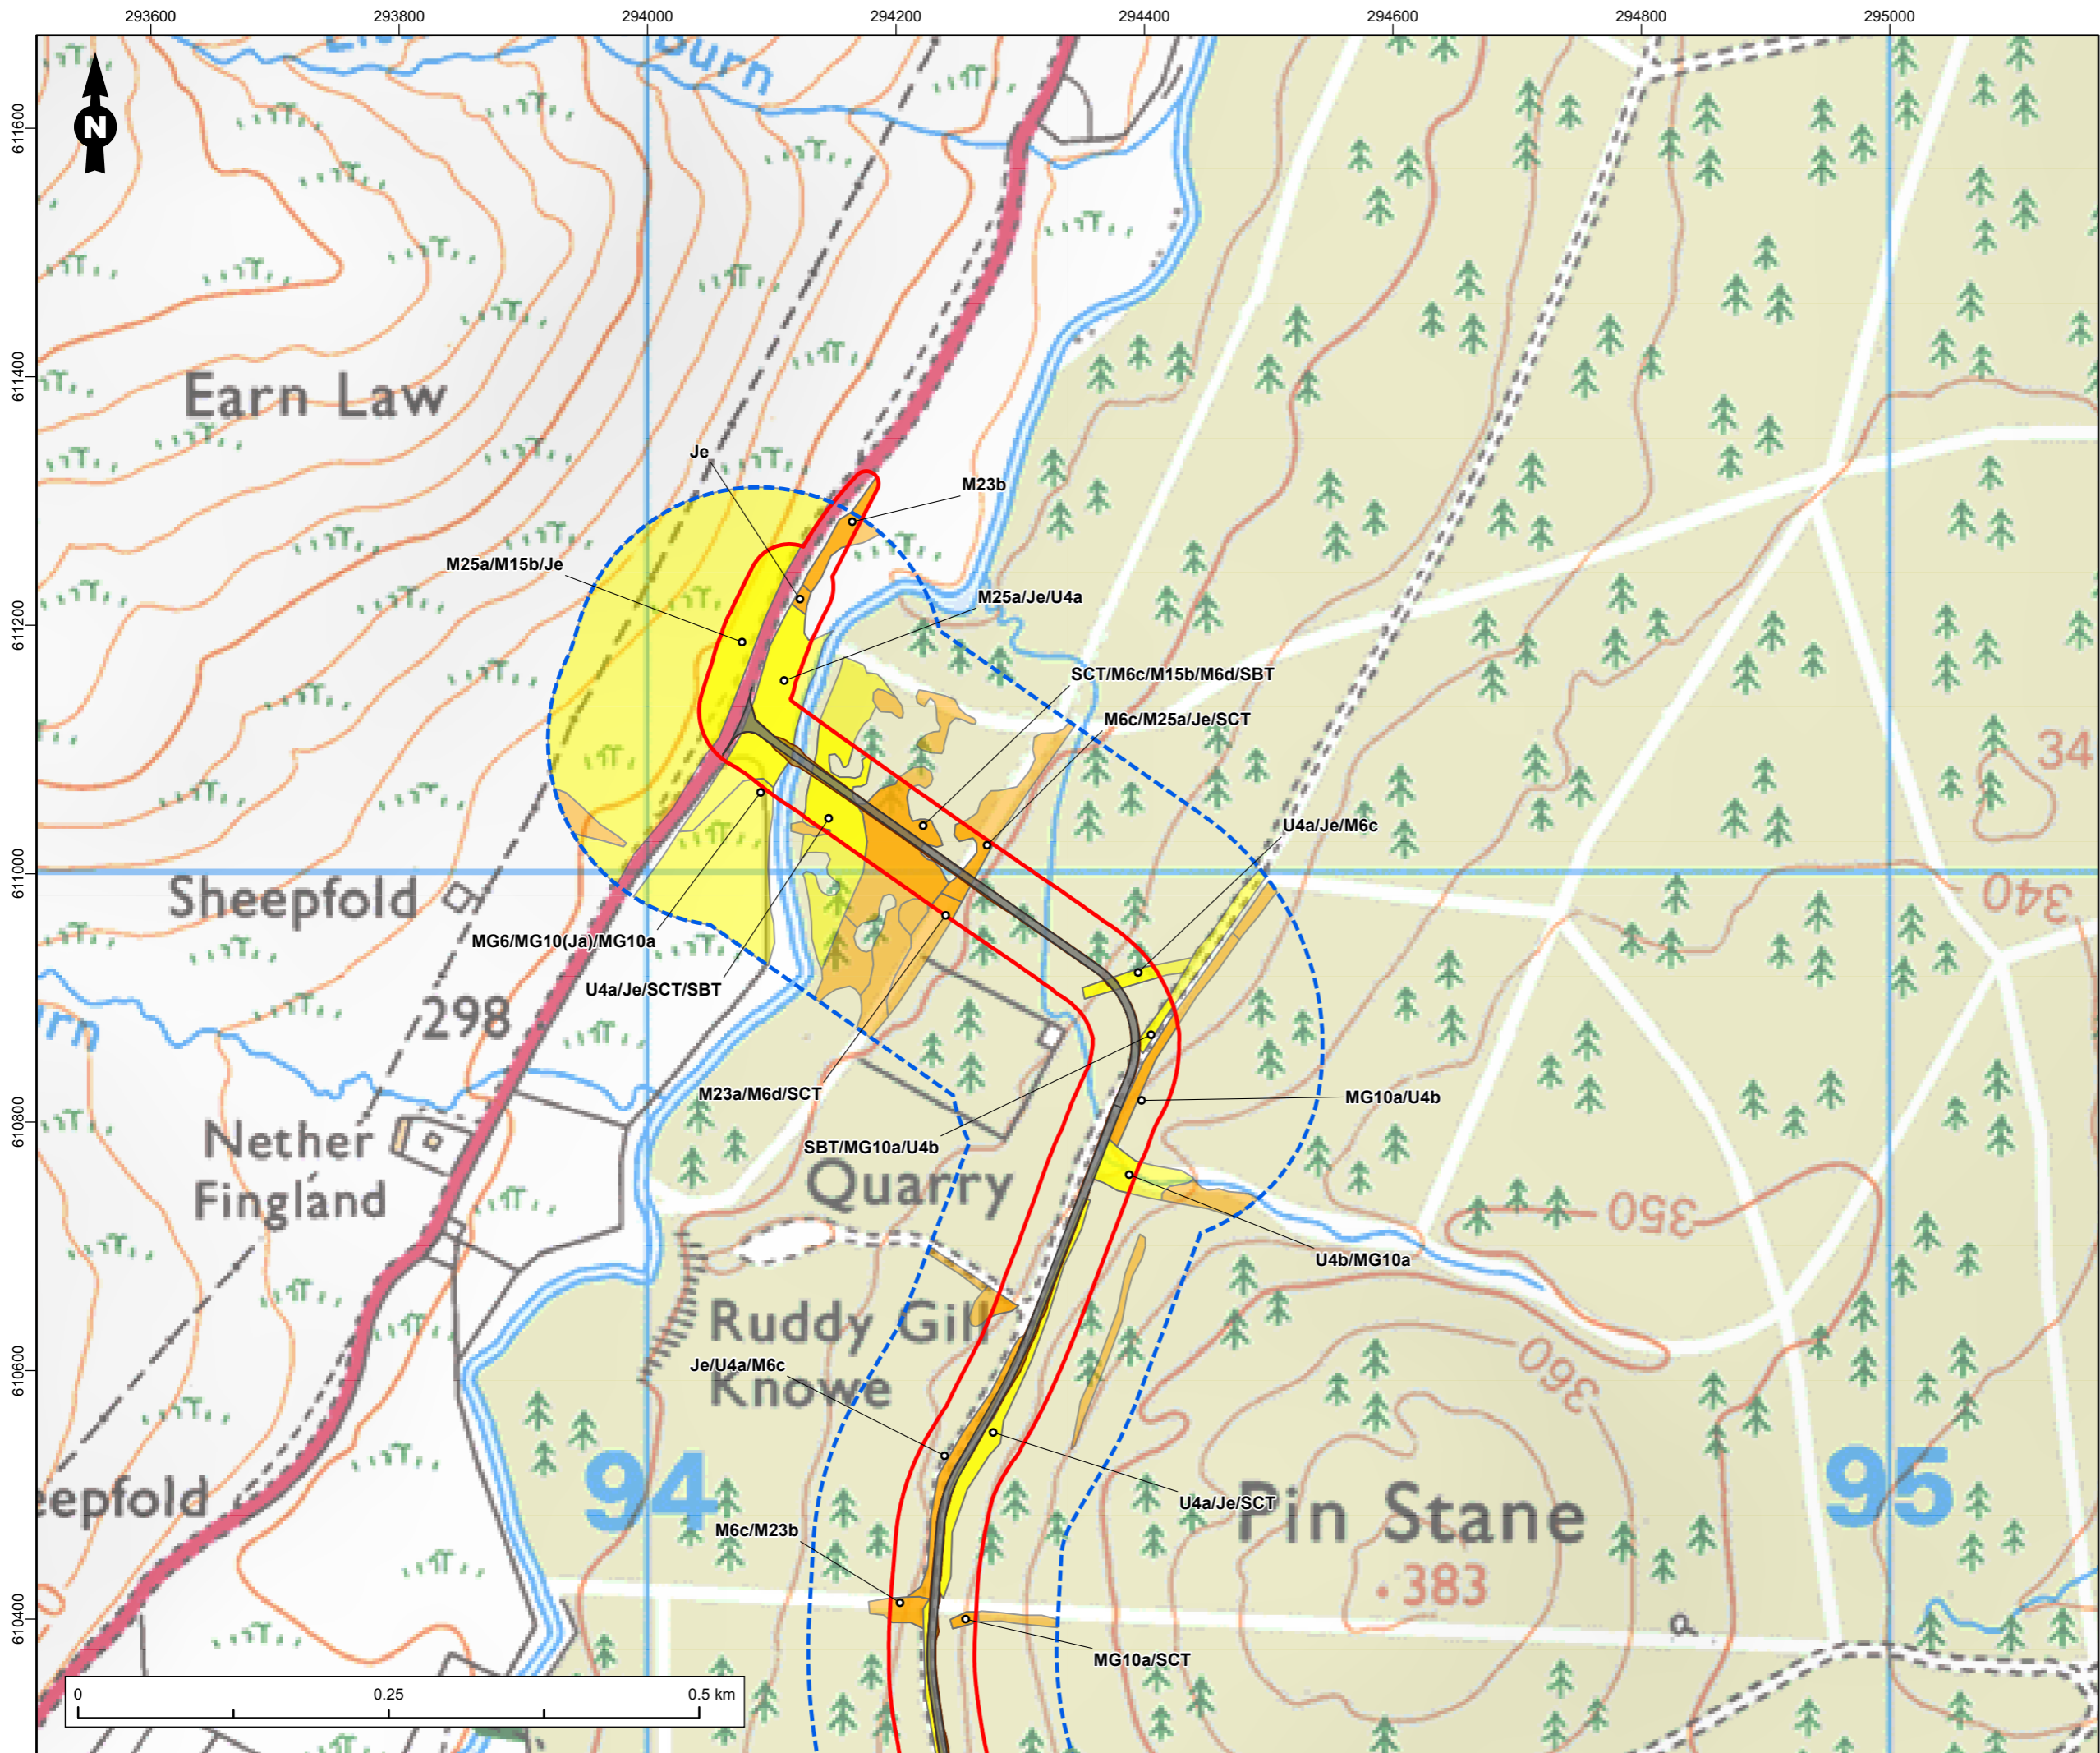 293600 293800 294000 294200 294400 294600 294800 295000
Burn
N
611600
611400
Earn Law
Je
M23b
M25a/M15b/Je
M25a/Je/U4a
611200
SCT/M6c/M15b/M6d/SBT
M6c/M25a/Je/SCT
34
U4a/Je/M6c
611000
Sheepfold
340
MG6/MG10(Ja)/MG10a
U4a/Je/SCT/SBT
298
rn
M23a/M6d/SCT
MG10a/U4b
610800
SBT/MG10a/U4b
Nether
Fingland
Quarry
350
U4b/MG10a
Ruddy Gill
Knowe
360
610600
Je/U4a/M6c
94
95
eepfold
U4a/Je/SCT
Pin Stane
M6c/M23b
383
610400
MG10a/SCT
0 0.25 0.5 km